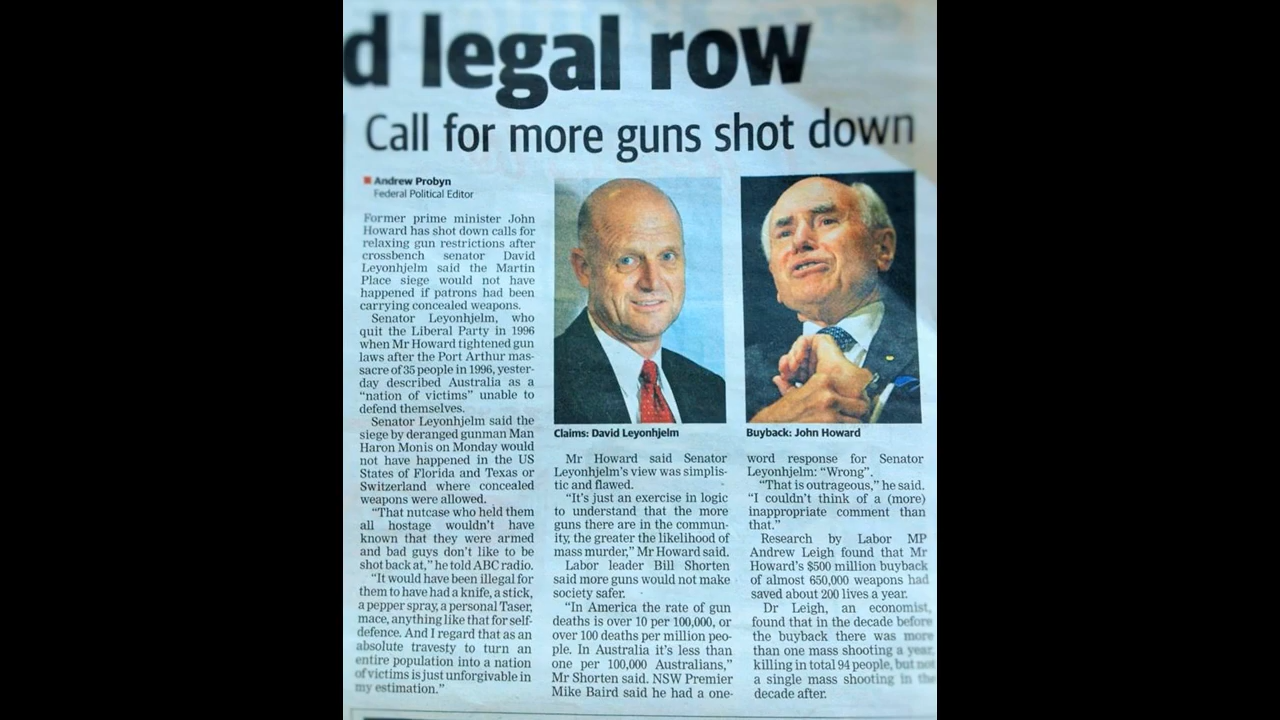 d legal row
Call for more guns shot down
Andrew Probyn
Federal Political Editor
Former prime minister John
Howard has shot down calls for
relaxing gun restrictions after
crossbench senator David
Leyonhjelm said the Martin
Place siege would not have
happened if patrons had been
carrying concealed weapons.
Senator Leyonhjelm, who
quit the Liberal Party in 1996
when Mr Howard tightened gun
laws after the Port Arthur mas-
sacre of 35 people in 1996, yester-
day described Australia as a
“nation of victims” unable to
defend themselves.
Senator Leyonhjelm said the
siege by deranged gunman Man
Haron Monis on Monday would
not have happened in the US
States of Florida and Texas or
Switzerland where concealed
weapons were allowed.
“That nutcase who held them
all hostage wouldn’t have
known that they were armed
and bad guys don’t like to be
shot back at,” he told ABC radio.
“It would have been illegal for
them to have had a knife, a stick,
a pepper spray, a personal Taser,
mace, anything like that for self-
defence. And I regard that as an
absolute travesty to turn an
entire population into a nation
of victims is just unforgivable in
my estimation.”
Claims: David Leyonhjelm
Mr Howard said Senator
Leyonhjelm’s view was simplis-
tic and flawed.
“It’s just an exercise in logic
to understand that the more
guns there are in the commun-
ity, the greater the likelihood of
mass murder,” Mr Howard said.
Labor leader Bill Shorten
said more guns would not make
society safer.
“In America the rate of gun
deaths is over 10 per 100,000, or
over 100 deaths per million peo-
ple. In Australia it’s less than
one per 100,000 Australians,”
Mr Shorten said. NSW Premier
Mike Baird said he had a one-
Buyback: John Howard
word response for Senator
Leyonhjelm: “Wrong”.
“That is outrageous,” he said.
“I couldn’t think of a (more)
inappropriate comment than
that.”
Research by Labor MP
Andrew Leigh found that Mr
Howard’s $500 million buyback
of almost 650,000 weapons had
saved about 200 lives a year.
Dr Leigh, an economist,
found that in the decade before
the buyback there was more
than one mass shooting a year,
killing in total 94 people, but not
a single mass shooting in the
decade after.